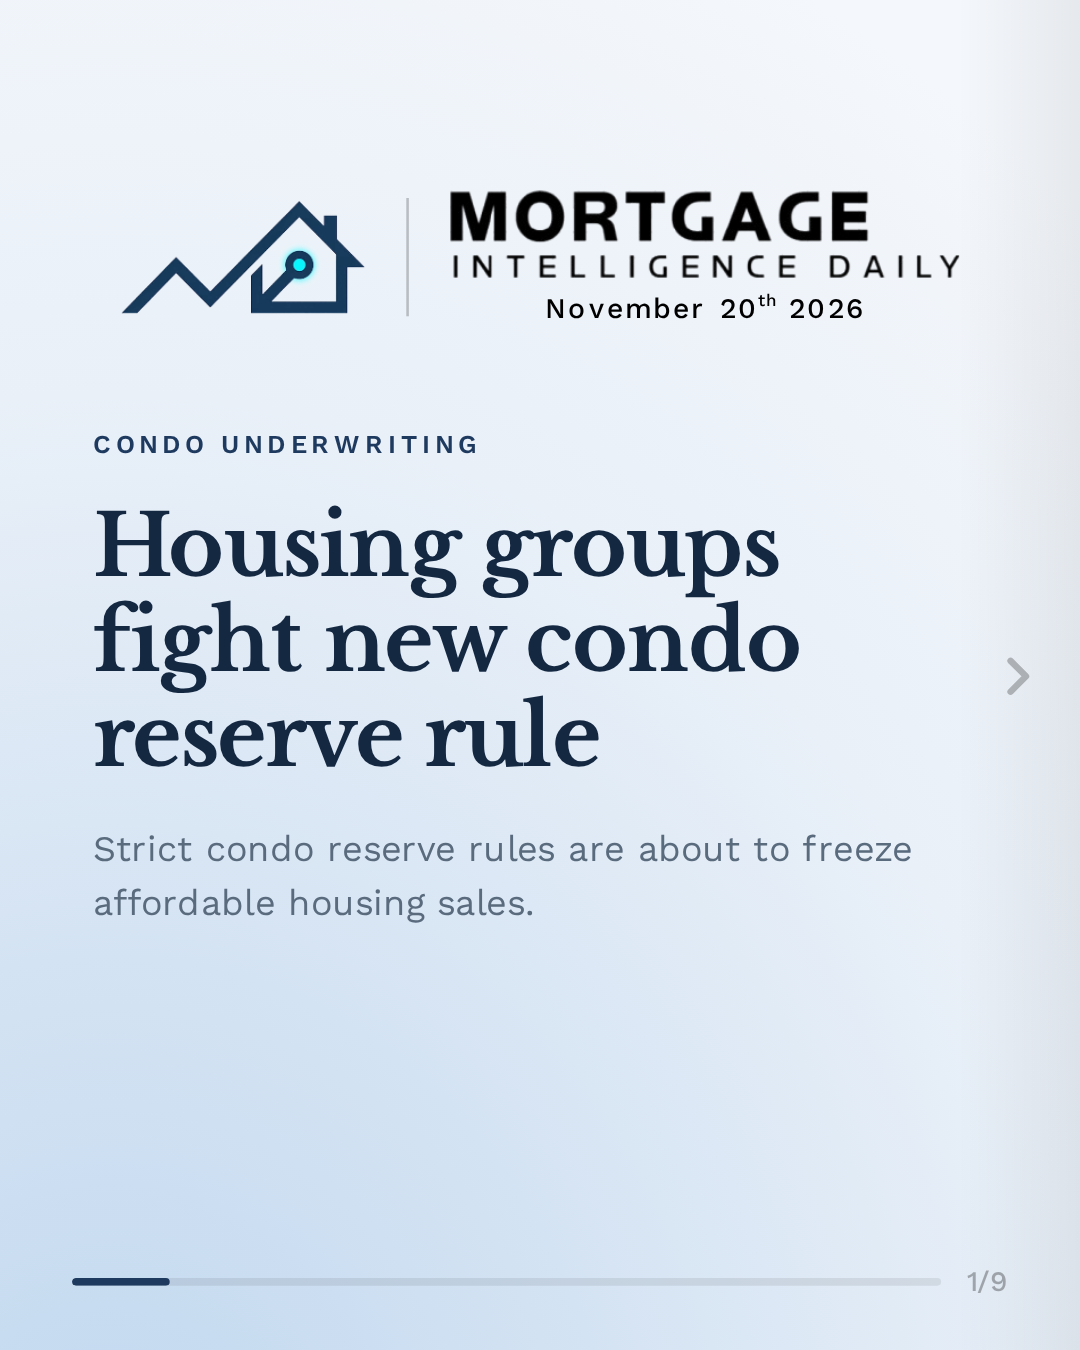 MORTGAGE
INTELLIGENCE DAILY
November 20th 2026
CONDO UNDERWRITING
Housing groups
fight new condo
reserve rule
Strict condo reserve rules are about to freeze
affordable housing sales.
1/9